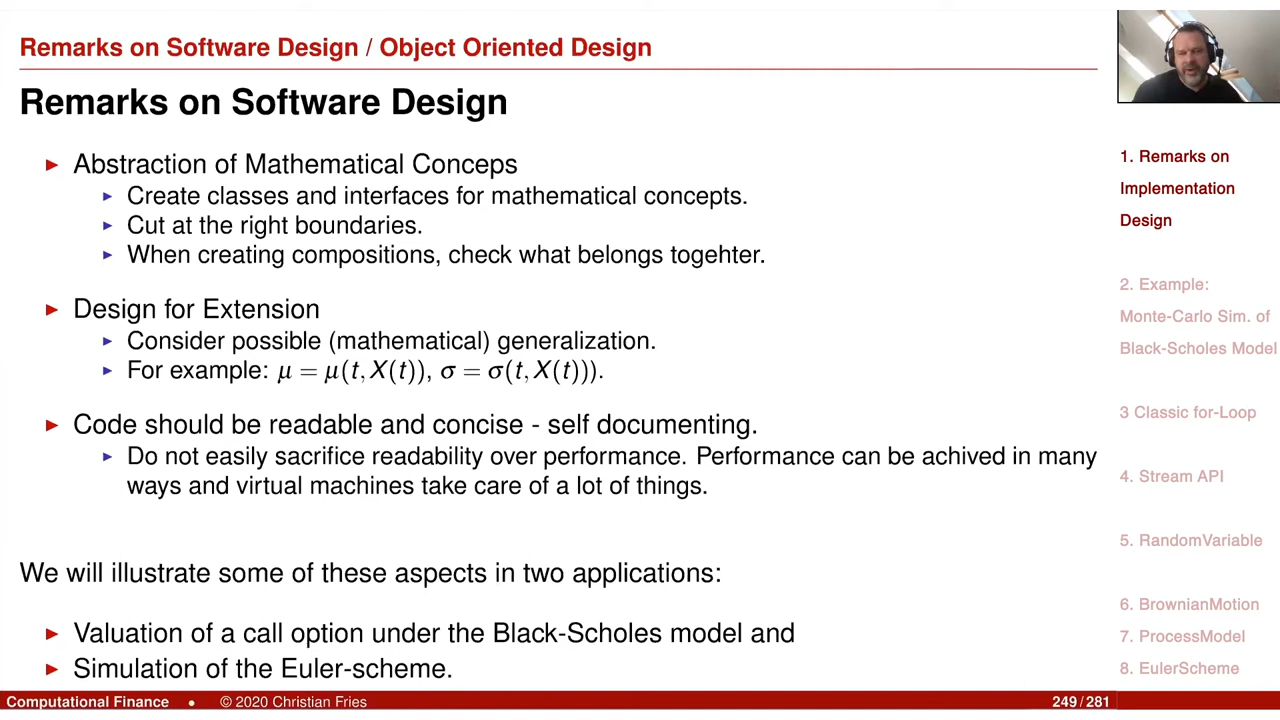 Remarks on Software Design / Object Oriented Design
Remarks on Software Design
► Abstraction of Mathematical Conceps
► Create classes and interfaces for mathematical concepts.
► Cut at the right boundaries.
► When creating compositions, check what belongs togehter.
► Design for Extension
► Consider possible (mathematical) generalization.
► For example: μ = μ(t, X(t)), σ = σ(t, X(t))).
► Code should be readable and concise - self documenting.
► Do not easily sacrifice readability over performance. Performance can be achived in many
ways and virtual machines take care of a lot of things.
We will illustrate some of these aspects in two applications:
► Valuation of a call option under the Black-Scholes model and
► Simulation of the Euler-scheme.
1. Remarks on
Implementation
Design
2. Example:
Monte-Carlo Sim. of
Black-Scholes Model
3 Classic for-Loop
4. Stream API
5. RandomVariable
6. BrownianMotion
7. ProcessModel
8. EulerScheme
Computational Finance • © 2020 Christian Fries 249/281